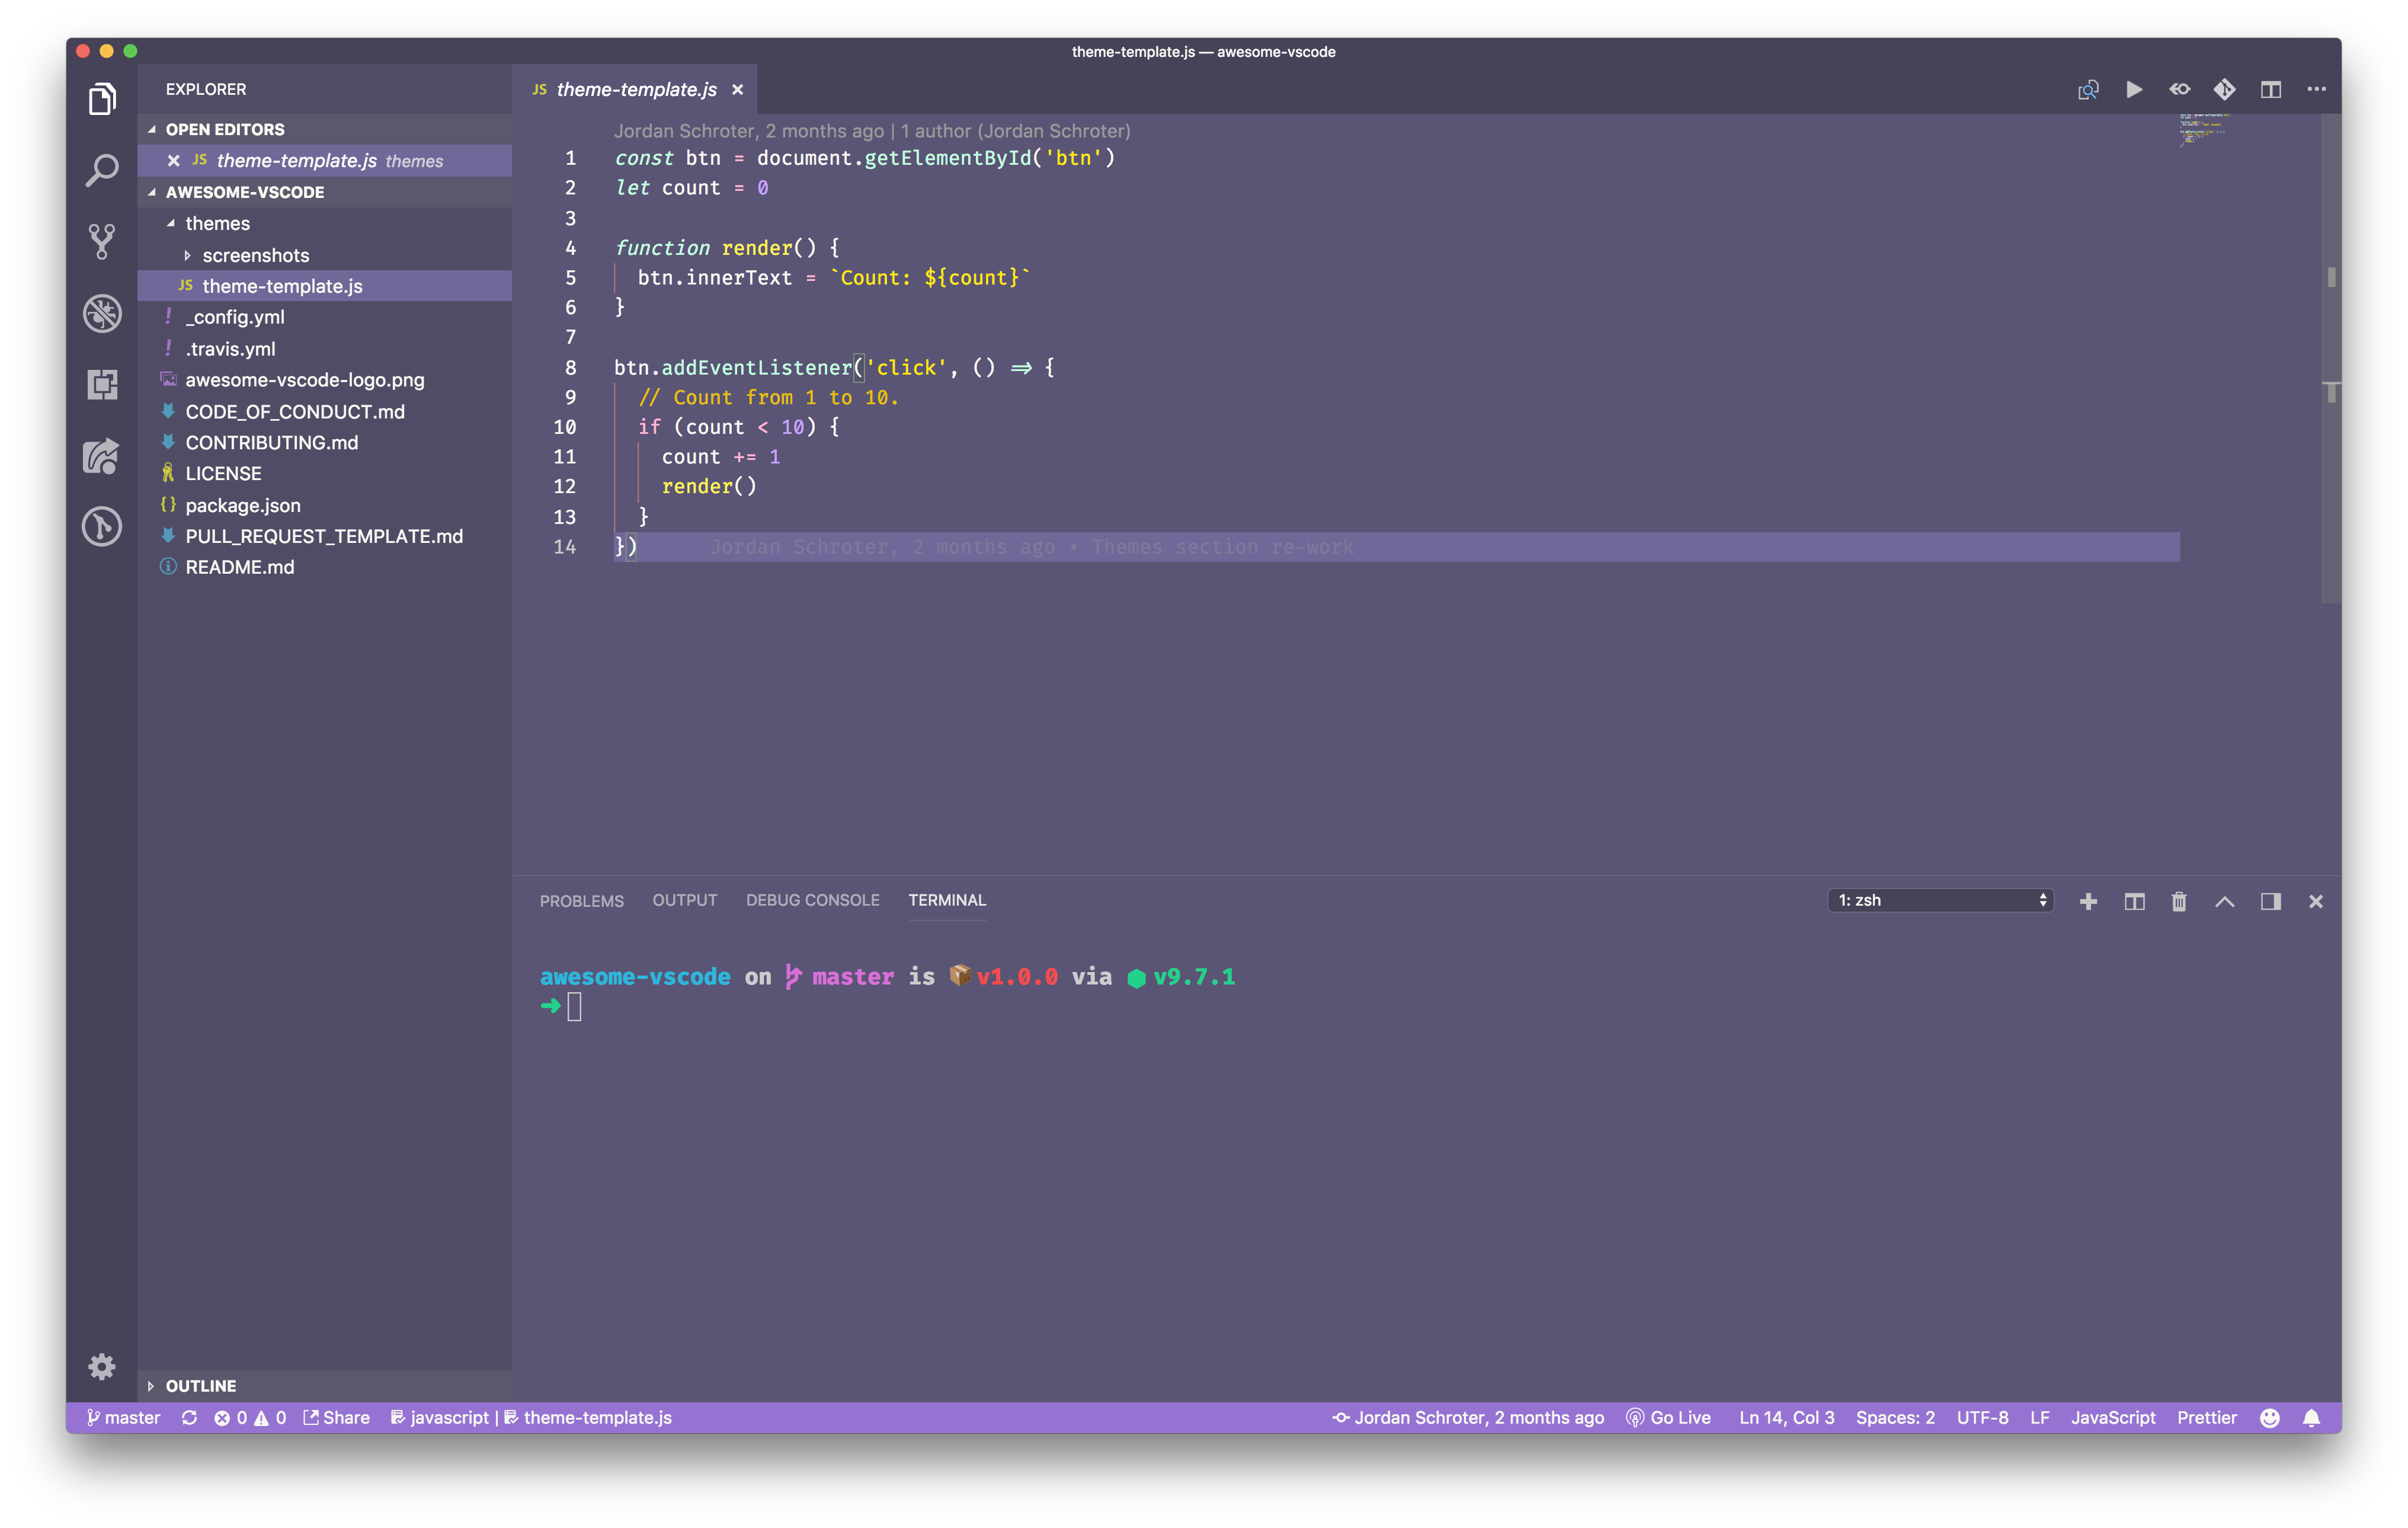 theme-template.js — awesome-vscode
EXPLORER
OPEN EDITORS
JS theme-template.js themes
AWESOME-VSCODE
themes
screenshots
JS theme-template.js
! _config.yml
! .travis.yml
awesome-vscode-logo.png
CODE_OF_CONDUCT.md
CONTRIBUTING.md
LICENSE
{} package.json
PULL_REQUEST_TEMPLATE.md
README.md
OUTLINE
JS theme-template.js
Jordan Schroter, 2 months ago | 1 author (Jordan Schroter)
1 const btn = document.getElementById('btn')
2 let count = 0
3
4 function render() {
5 btn.innerText = `Count: ${count}`
6 }
7
8 btn.addEventListener('click', () => {
9 // Count from 1 to 10.
10 if (count < 10) {
11 count += 1
12 render()
13 }
14 }) Jordan Schroter, 2 months ago • Themes section re-work
PROBLEMS OUTPUT DEBUG CONSOLE TERMINAL 1: zsh
awesome-vscode on master is 📦 v1.0.0 via ⬢ v9.7.1
➜
master 0 0 Share javascript | theme-template.js Jordan Schroter, 2 months ago Go Live Ln 14, Col 3 Spaces: 2 UTF-8 LF JavaScript Prettier